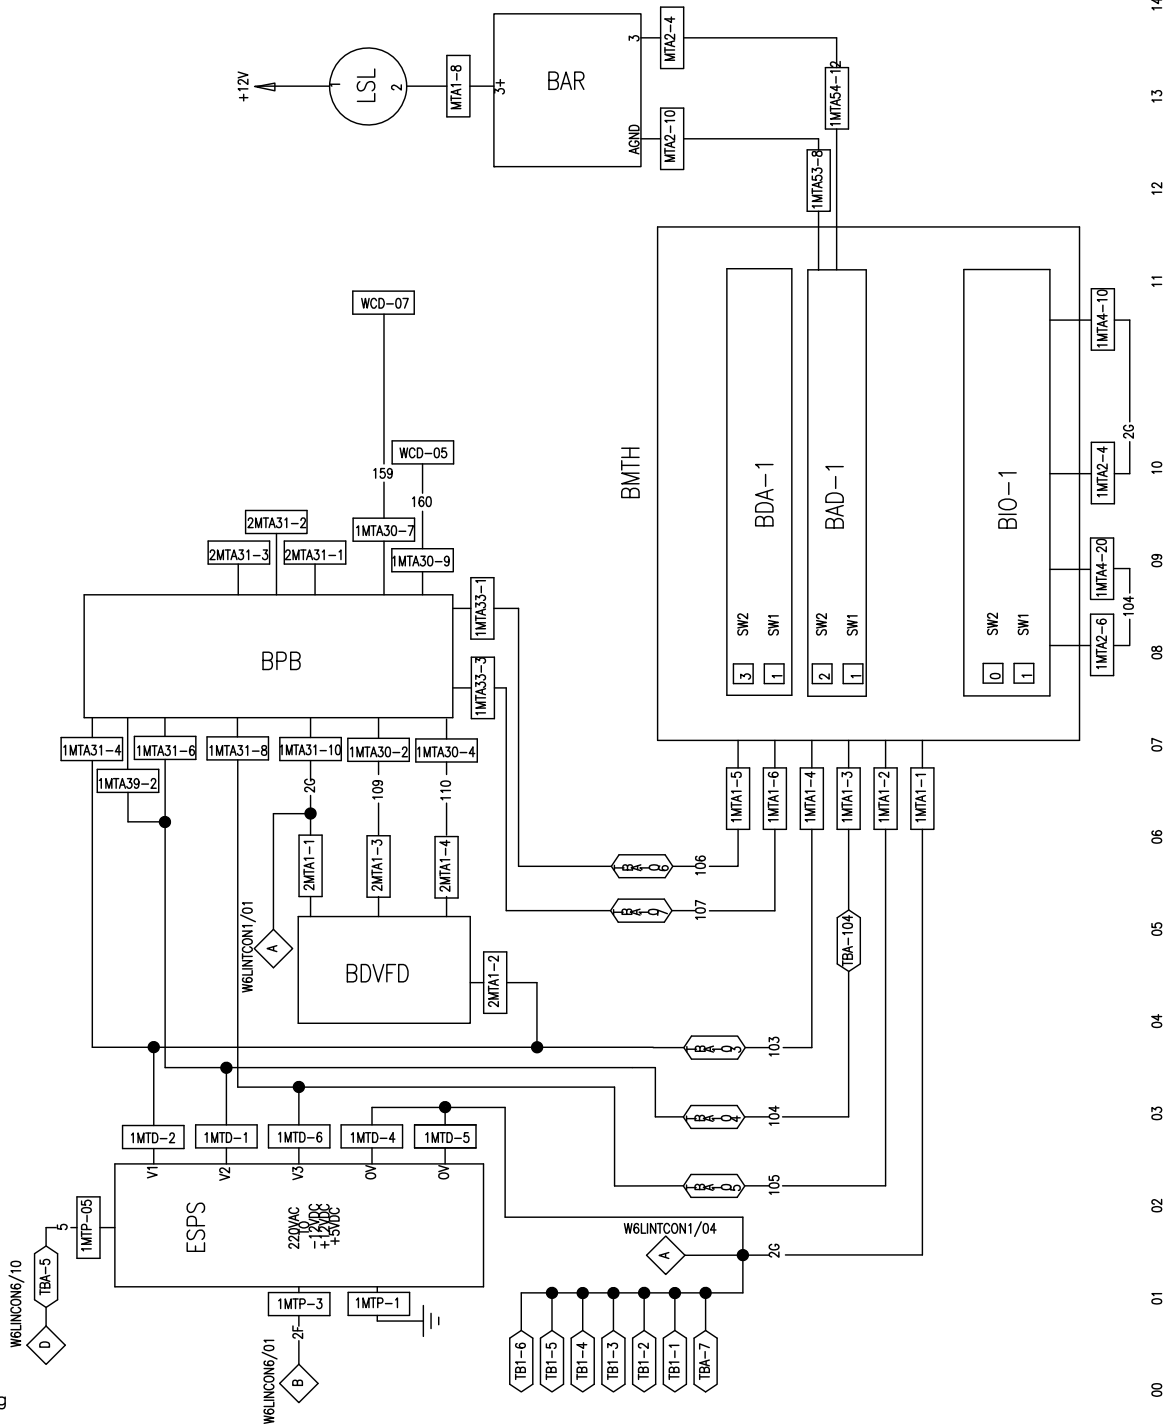 14
MTA2-4
3
+12V
1
LSL
2
MTA1-8
3+
BAR
1MTA54-12
13
AGND
MTA2-10
1MTA53-8
12
11
WCD-07
1MTA4-10
2G
WCD-05
159
160
BMTH
10
1MTA2-4
BDA-1
BAD-1
BIO-1
2MTA31-2
1MTA30-7
2MTA31-3
2MTA31-1
1MTA30-9
09
1MTA4-20
1MTA33-1
104
SW2
SW1
SW2
SW1
SW2
SW1
BPB
1MTA33-3
08
1MTA2-6
3
1
2
1
0
1
1MTA31-4
1MTA31-6
1MTA31-8
1MTA31-10
1MTA30-2
1MTA30-4
07
1MTA39-2
2G
109
110
1MTA1-5
1MTA1-6
1MTA1-4
1MTA1-3
1MTA1-2
1MTA1-1
06
2MTA1-1
2MTA1-3
2MTA1-4
106
107
W6LINTCON1/01
A
TBA-104
05
BDVFD
2MTA1-2
04
103
104
03
1MTD-2
1MTD-1
1MTD-6
1MTD-4
1MTD-5
V1
V2
V3
0V
0V
105
ESPS
220VAC
TO
-12VDC
+12VDC
+5VDC
5
1MTP-05
02
W6LINTCON1/04
A
2G
W6LINCON6/10
TBA-5
D
1MTP-3
1MTP-1
01
2F
W6LINCON6/01
B
TB1-6
TB1-5
TB1-4
TB1-3
TB1-2
TB1-1
TBA-7
00